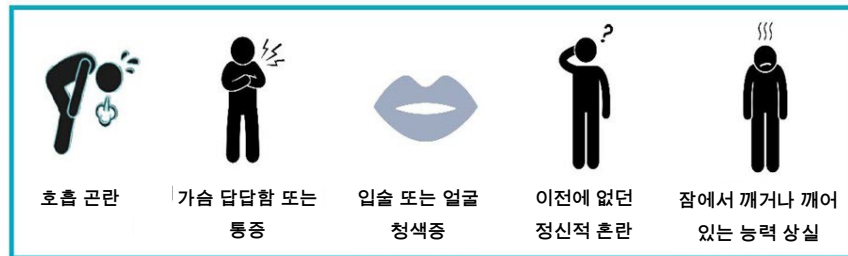 ?
호흡 곤란
가슴 답답함 또는
통증
입술 또는 얼굴
청색증
이전에 없던
정신적 혼란
잠에서 깨거나 깨어
있는 능력 상실